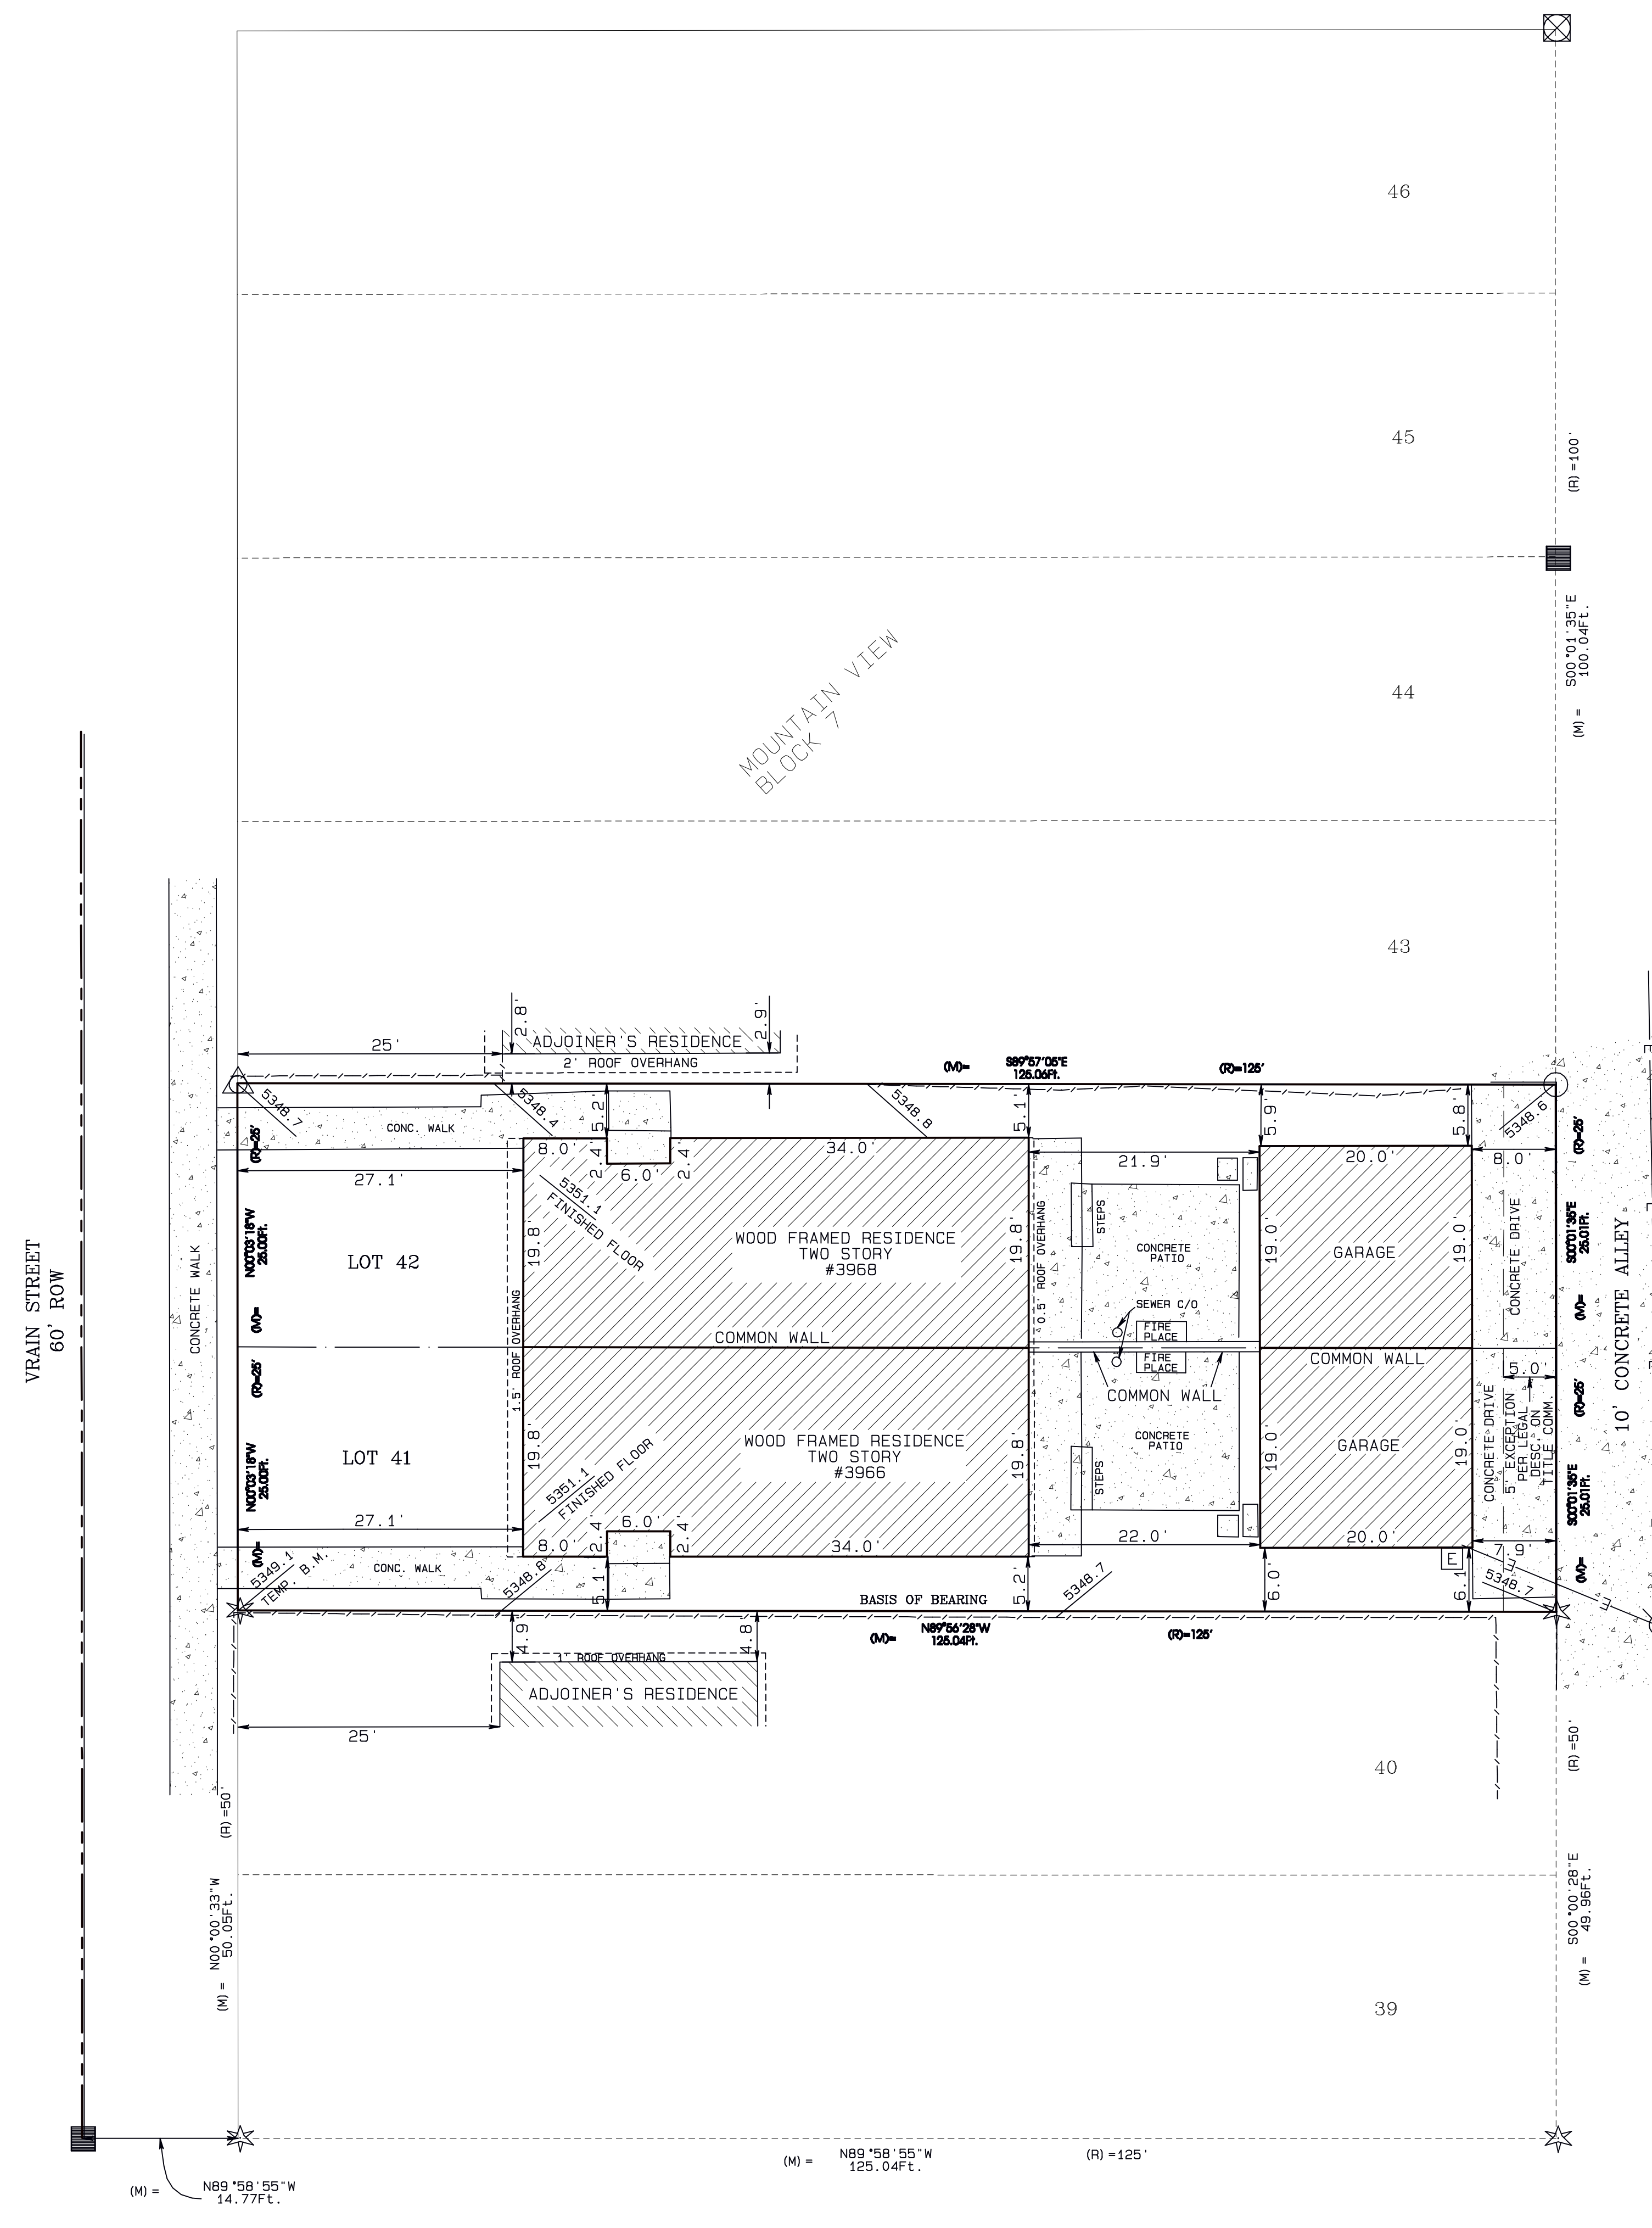 46
45
(R) =100'
S00°01'35"E
100.04Ft.
(M) =
44
MOUNTAIN VIEW
BLOCK 7
43
VRAIN STREET
60' ROW
CONCRETE WALK
25'
2.8'
2.9'
ADJOINER'S RESIDENCE
2' ROOF OVERHANG
(M)=
S89°57'05"E
125.06Ft.
(R)=125'
5348.7
5348.4
5348.8
5348.6
CONC. WALK
5.2'
5.1'
5.9'
5.8'
(R)=25'
8.0'
2.4'
6.0'
2.4'
34.0'
21.9'
20.0'
8.0'
(R)=25'
27.1'
5351.1
FINISHED FLOOR
N00°03'18"W
25.00Ft.
(M)=
LOT 42
19.8'
WOOD FRAMED RESIDENCE
TWO STORY
#3968
19.8'
0.5' ROOF OVERHANG
STEPS
CONCRETE
PATIO
19.0'
GARAGE
19.0'
CONCRETE DRIVE
S00°01'35"E
25.01Ft.
(M)=
SEWER C/O
FIRE
PLACE
COMMON WALL
1.5' ROOF OVERHANG
FIRE
PLACE
COMMON WALL
COMMON WALL
5.0'
10' CONCRETE ALLEY
(R)=25'
(R)=25'
CONCRETE DRIVE
5' EXCEPTION
PER LEGAL
DESC. ON
TITLE COMM.
LOT 41
N00°03'18"W
25.00Ft.
(M)=
19.8'
WOOD FRAMED RESIDENCE
TWO STORY
#3966
19.8'
STEPS
CONCRETE
PATIO
19.0'
GARAGE
19.0'
S00°01'35"E
25.01Ft.
(M)=
5351.1
FINISHED FLOOR
27.1'
8.0'
2.4'
6.0'
2.4'
34.0'
22.0'
20.0'
7.9'
E
E
E
CONC. WALK
5349.1
TEMP. B.M.
5348.8
5.1'
5.2'
5348.7
6.0'
6.1'
5348.7
BASIS OF BEARING
(M)=
N89°56'28"W
125.04Ft.
(R)=125'
4.9'
4.8'
1' ROOF OVERHANG
ADJOINER'S RESIDENCE
25'
40
(R) =50'
(R) =50'
N00°00'33"W
50.05Ft.
(M) =
S00°00'28"E
49.96Ft.
(M) =
39
(M) =
N89°58'55"W
125.04Ft.
(R) =125'
(M) =
N89°58'55"W
14.77Ft.